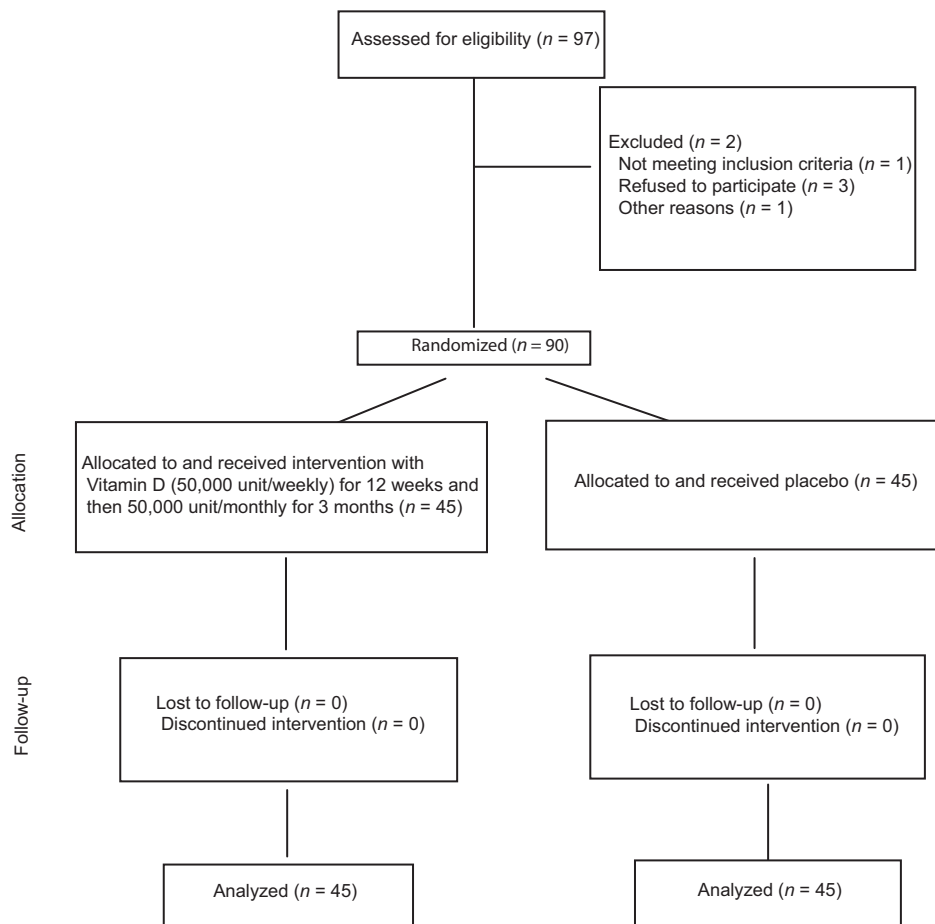 Assessed for eligibility (n = 97)
Excluded (n = 2)
Not meeting inclusion criteria (n = 1)
Refused to participate (n = 3)
Other reasons (n = 1)
Randomized (n = 90)
Allocation
Allocated to and received intervention with
Vitamin D (50,000 unit/weekly) for 12 weeks and
then 50,000 unit/monthly for 3 months (n = 45)
Allocated to and received placebo (n = 45)
Follow-up
Lost to follow-up (n = 0)
Discontinued intervention (n = 0)
Lost to follow-up (n = 0)
Discontinued intervention (n = 0)
Analyzed (n = 45)
Analyzed (n = 45)